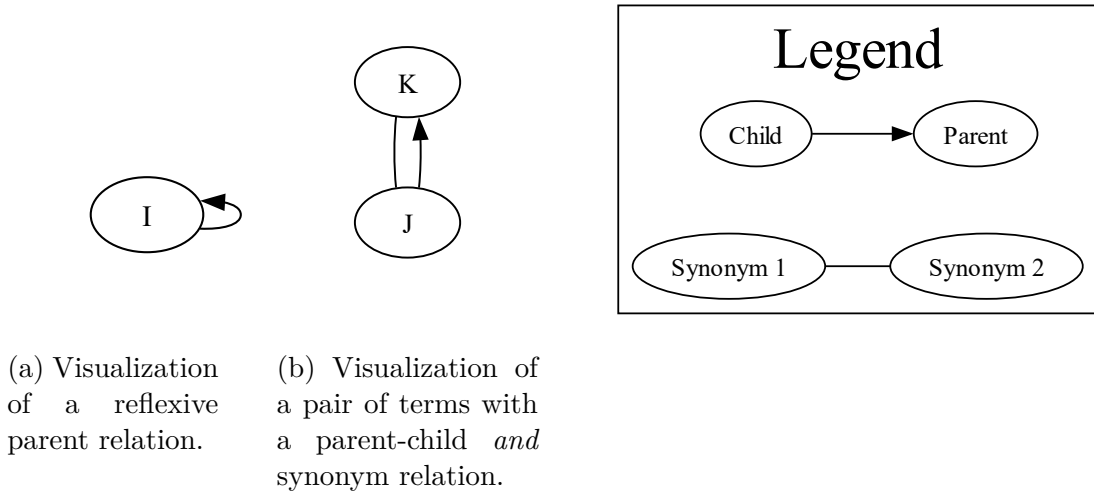 K
I
J
Legend
Child
Parent
Synonym 1
Synonym 2
(a) Visualization
of a reflexive
parent relation.
(b) Visualization of
a pair of terms with
a parent-child and
synonym relation.